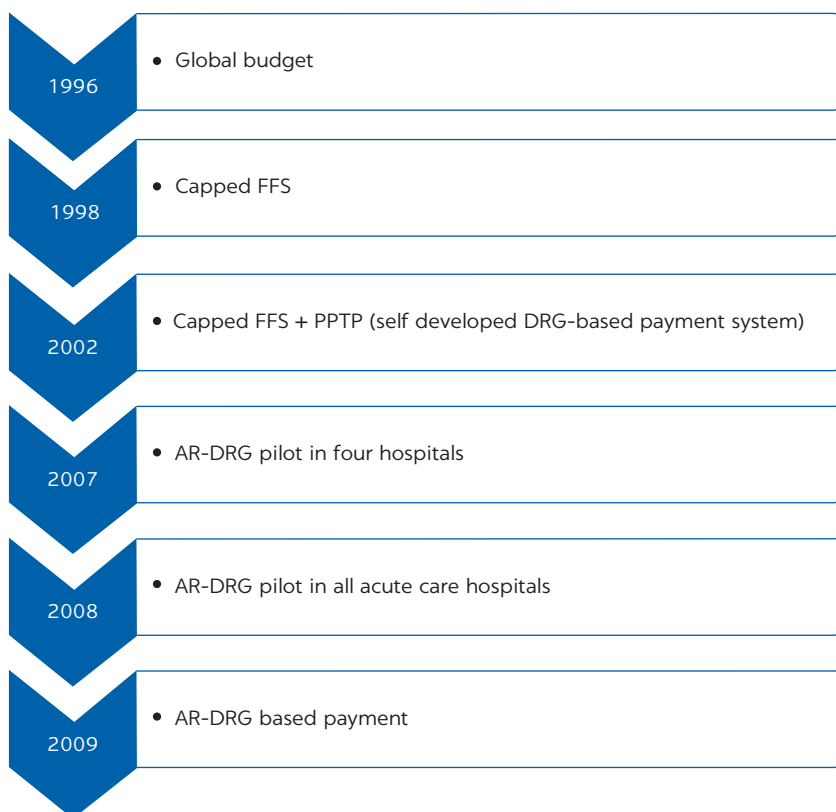 1996
• Global budget
1998
• Capped FFS
2002
• Capped FFS + PPTP (self developed DRG-based payment system)
2007
• AR-DRG pilot in four hospitals
2008
• AR-DRG pilot in all acute care hospitals
2009
• AR-DRG based payment